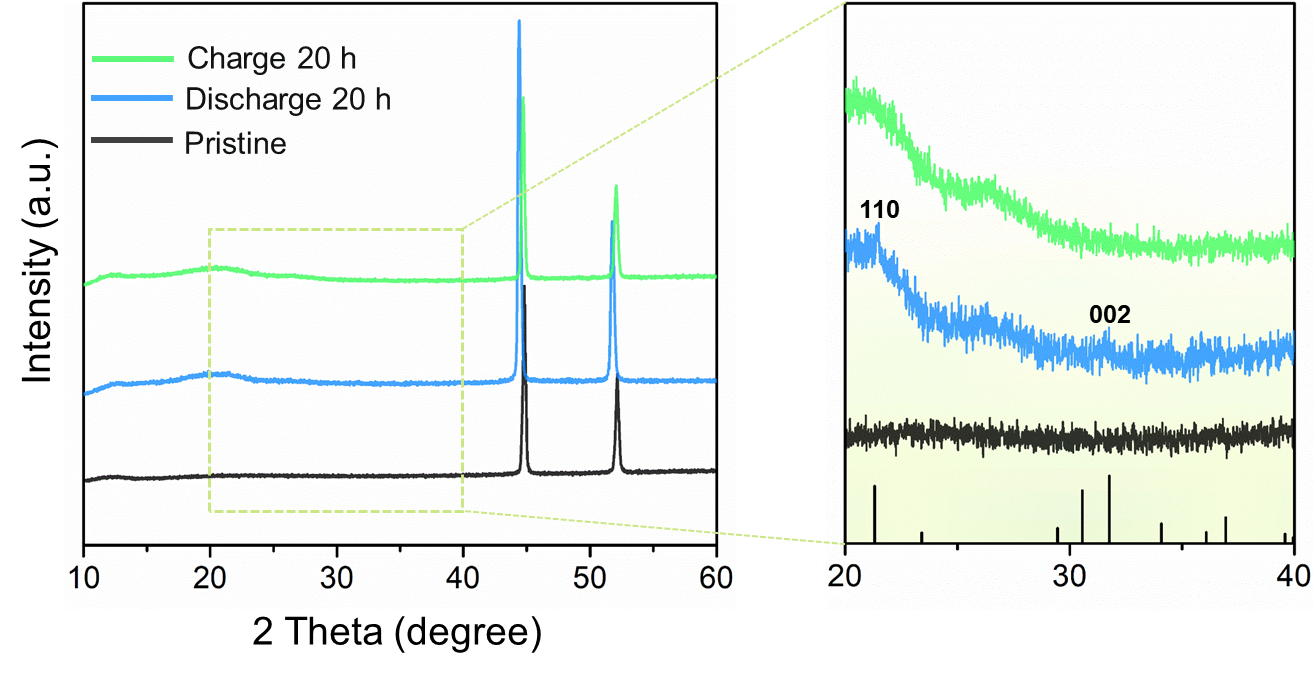 Charge 20 h
Discharge 20 h
Pristine
Intensity (a.u.)
10 20 30 40 50 60
2 Theta (degree)
110
002
20 30 40